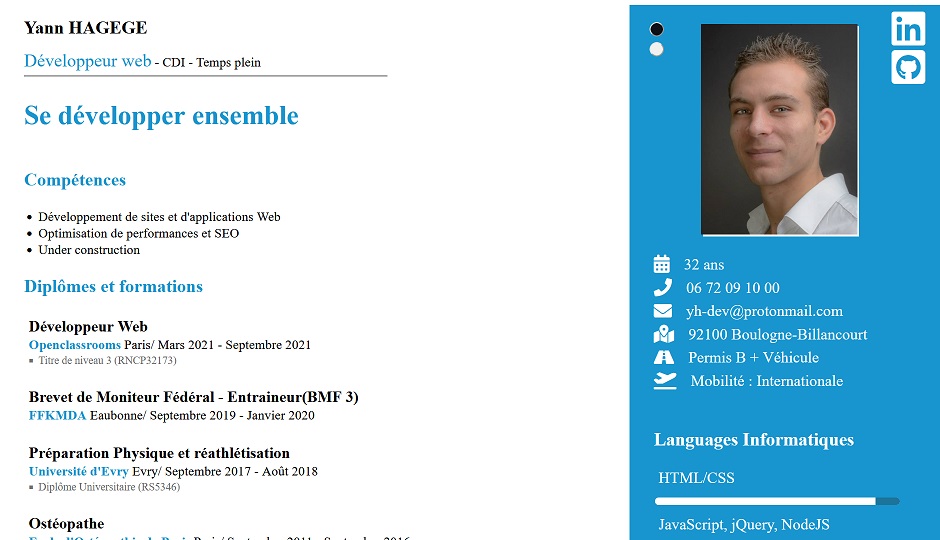 Yann HAGEGE
Développeur web - CDI - Temps plein
Se développer ensemble
Compétences
Développement de sites et d'applications Web
Optimisation de performances et SEO
Under construction
Diplômes et formations
Développeur Web
Openclassrooms Paris/ Mars 2021 - Septembre 2021
Titre de niveau 3 (RNCP32173)
Brevet de Moniteur Fédéral - Entraineur(BMF 3)
FFKMDA Eaubonne/ Septembre 2019 - Janvier 2020
Préparation Physique et réathlétisation
Université d'Evry Evry/ Septembre 2017 - Août 2018
Diplôme Universitaire (RS5346)
Ostéopathe
in
32 ans
06 72 09 10 00
yh-dev@protonmail.com
92100 Boulogne-Billancourt
Permis B + Véhicule
Mobilité : Internationale
Languages Informatiques
HTML/CSS
JavaScript, jQuery, NodeJS